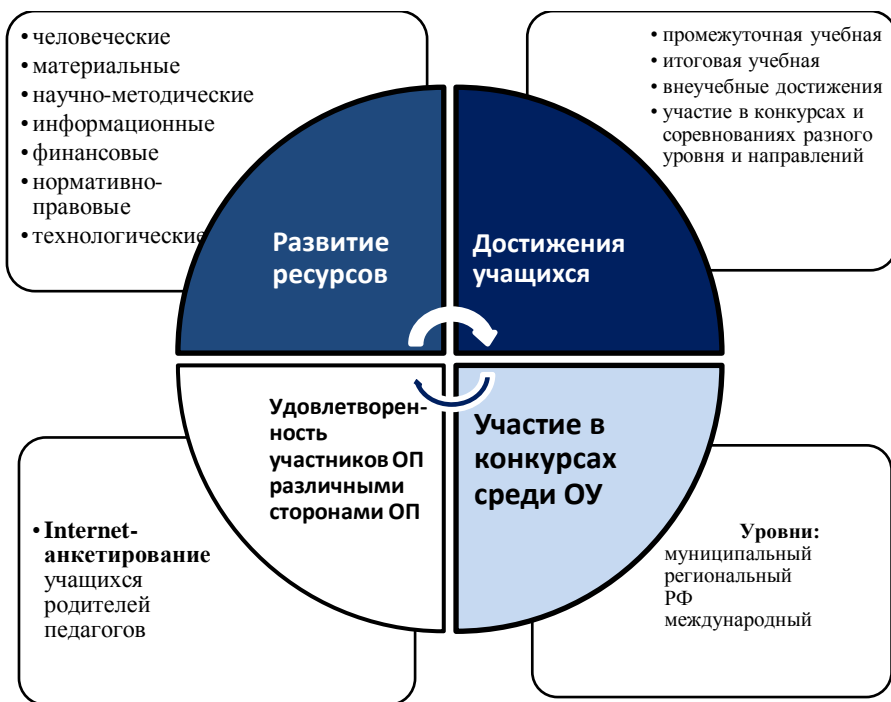 • человеческие
• материальные
• научно-методические
• информационные
• финансовые
• нормативно-
правовые
• технологические
• промежуточная учебная
• итоговая учебная
• внеучебные достижения
• участие в конкурсах и
соревнованиях разного
уровня и направлений
Развитие
ресурсов
Достижения
учащихся
Удовлетворен-
ность
участников ОП
различными
сторонами ОП
Участие в
конкурсах
среди ОУ
• Internet-
анкетирование
учащихся
родителей
педагогов
Уровни:
муниципальный
региональный
РФ
международный